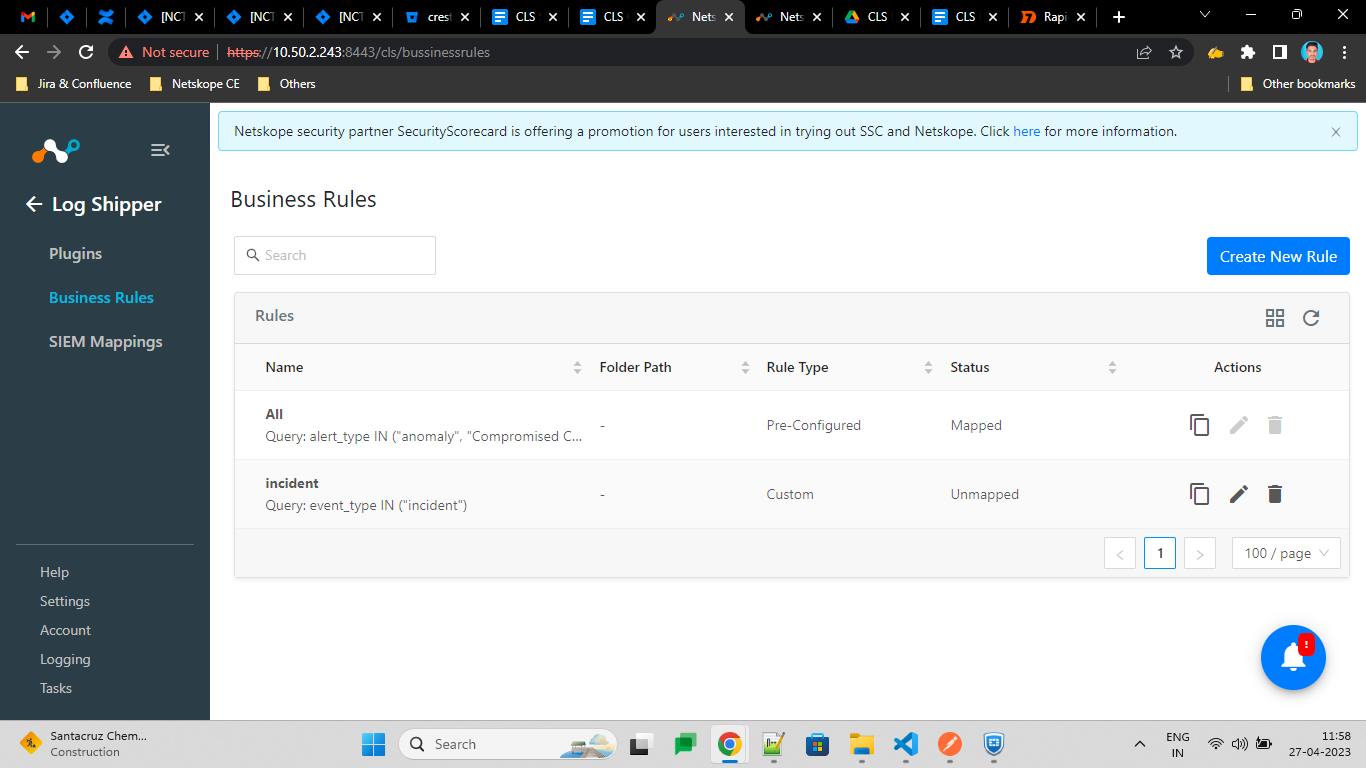 [NCT
[NCT
[NCT
crest
CLS
CLS
Nets
Nets
CLS
CLS
Rapi
Not secure
https://10.50.2.243:8443/cls/bussinessrules
Jira & Confluence
Netskope CE
Others
Other bookmarks
Netskope security partner SecurityScorecard is offering a promotion for users interested in trying out SSC and Netskope. Click here for more information.
Log Shipper
Plugins
Business Rules
SIEM Mappings
Help
Settings
Account
Logging
Tasks
Business Rules
Search
Create New Rule
Rules
Name
Folder Path
Rule Type
Status
Actions
All
Query: alert_type IN ("anomaly", "Compromised C...
-
Pre-Configured
Mapped
incident
Query: event_type IN ("incident")
-
Custom
Unmapped
<
1
>
100 / page
!
Santacruz Chem...
Construction
Search
ENG
IN
11:58
27-04-2023